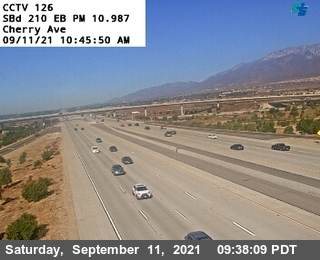 CCTV 126
SBd 210 EB PM 10.987
Cherry Ave
09/11/21 10:45:50 AM
Saturday, September 11, 2021 09:38:09 PDT